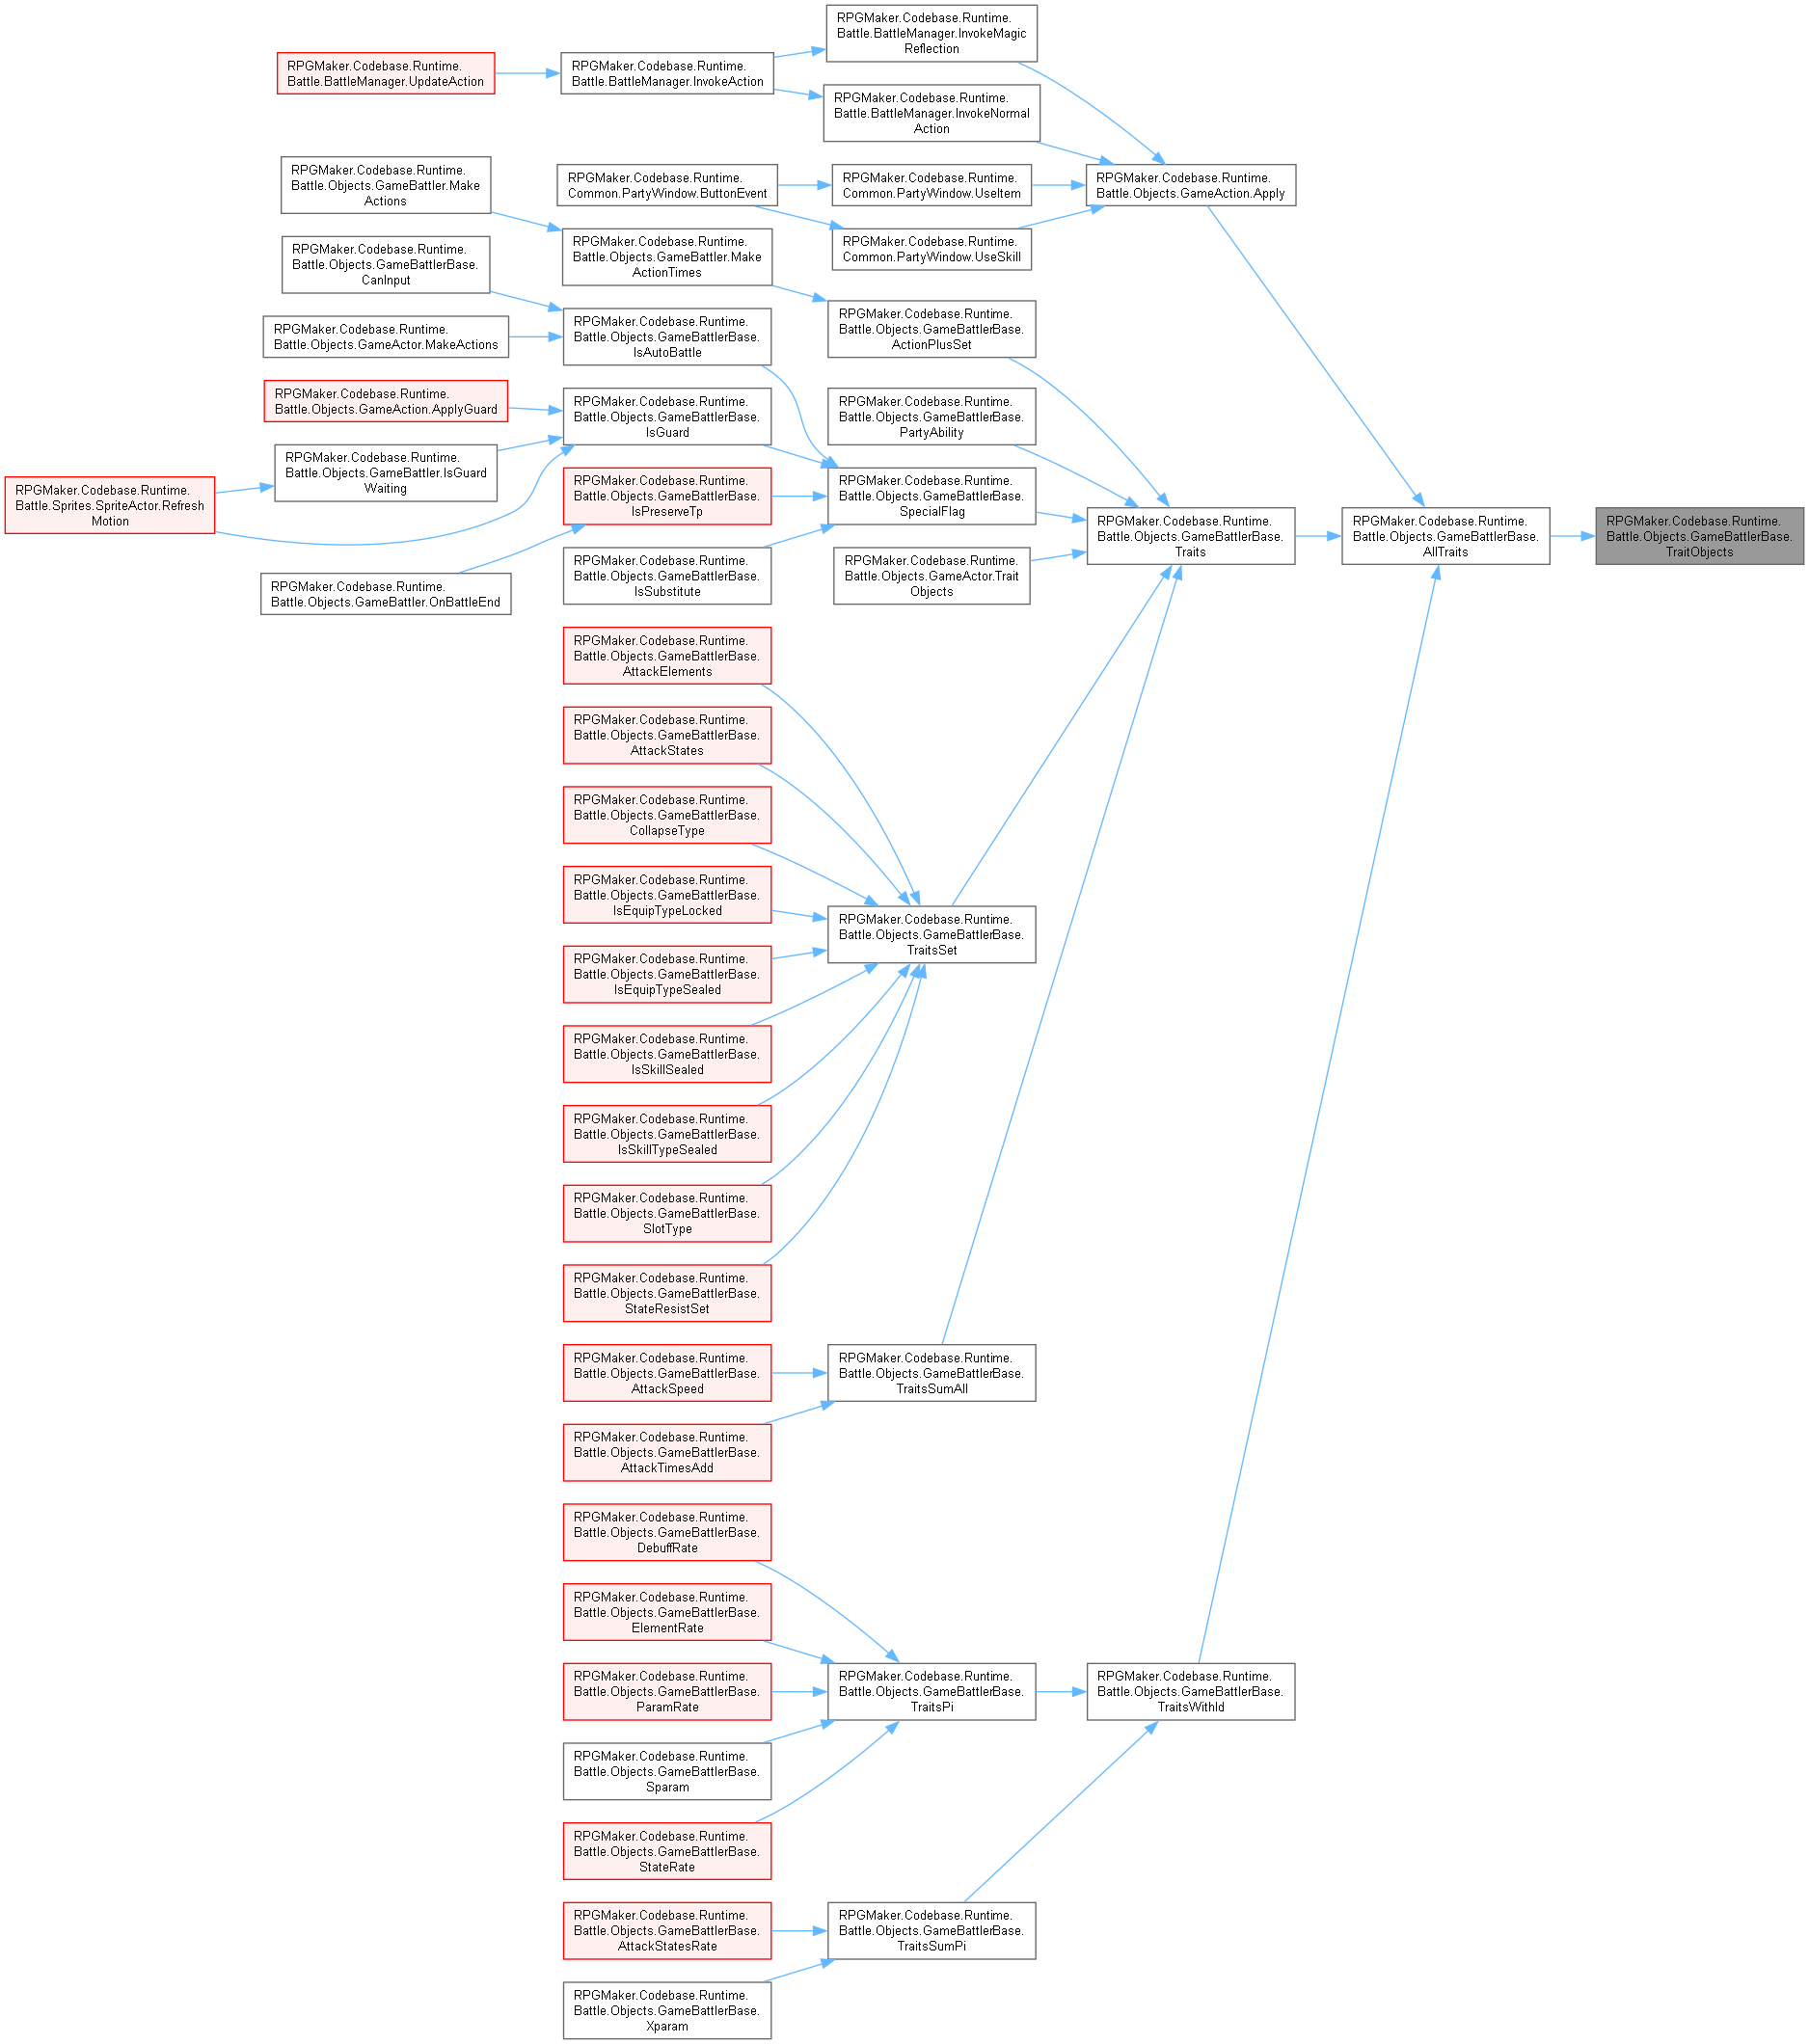 RPGMaker.Codebase.Runtime.
Battle.BattleManager.InvokeMagic
Reflection
RPGMaker.Codebase.Runtime.
Battle.BattleManager.UpdateAction
RPGMaker.Codebase.Runtime.
Battle.BattleManager.InvokeAction
RPGMaker.Codebase.Runtime.
Battle.BattleManager.InvokeNormal
Action
RPGMaker.Codebase.Runtime.
Battle.Objects.GameBattler.Make
Actions
RPGMaker.Codebase.Runtime.
Common.PartyWindow.ButtonEvent
RPGMaker.Codebase.Runtime.
Common.PartyWindow.UseItem
RPGMaker.Codebase.Runtime.
Battle.Objects.GameAction.Apply
RPGMaker.Codebase.Runtime.
Battle.Objects.GameBattlerBase.
CanInput
RPGMaker.Codebase.Runtime.
Battle.Objects.GameBattler.Make
ActionTimes
RPGMaker.Codebase.Runtime.
Common.PartyWindow.UseSkill
RPGMaker.Codebase.Runtime.
Battle.Objects.GameActor.MakeActions
RPGMaker.Codebase.Runtime.
Battle.Objects.GameBattlerBase.
IsAutoBattle
RPGMaker.Codebase.Runtime.
Battle.Objects.GameBattlerBase.
ActionPlusSet
RPGMaker.Codebase.Runtime.
Battle.Objects.GameAction.ApplyGuard
RPGMaker.Codebase.Runtime.
Battle.Objects.GameBattlerBase.
IsGuard
RPGMaker.Codebase.Runtime.
Battle.Objects.GameBattlerBase.
PartyAbility
RPGMaker.Codebase.Runtime.
Battle.Sprites.SpriteActor.Refresh
Motion
RPGMaker.Codebase.Runtime.
Battle.Objects.GameBattler.IsGuard
Waiting
RPGMaker.Codebase.Runtime.
Battle.Objects.GameBattlerBase.
IsPreserveTp
RPGMaker.Codebase.Runtime.
Battle.Objects.GameBattlerBase.
SpecialFlag
RPGMaker.Codebase.Runtime.
Battle.Objects.GameBattlerBase.
Traits
RPGMaker.Codebase.Runtime.
Battle.Objects.GameBattlerBase.
AllTraits
RPGMaker.Codebase.Runtime.
Battle.Objects.GameBattlerBase.
TraitObjects
RPGMaker.Codebase.Runtime.
Battle.Objects.GameBattler.OnBattleEnd
RPGMaker.Codebase.Runtime.
Battle.Objects.GameBattlerBase.
IsSubstitute
RPGMaker.Codebase.Runtime.
Battle.Objects.GameActor.Trait
Objects
RPGMaker.Codebase.Runtime.
Battle.Objects.GameBattlerBase.
AttackElements
RPGMaker.Codebase.Runtime.
Battle.Objects.GameBattlerBase.
AttackStates
RPGMaker.Codebase.Runtime.
Battle.Objects.GameBattlerBase.
CollapseType
RPGMaker.Codebase.Runtime.
Battle.Objects.GameBattlerBase.
IsEquipTypeLocked
RPGMaker.Codebase.Runtime.
Battle.Objects.GameBattlerBase.
TraitsSet
RPGMaker.Codebase.Runtime.
Battle.Objects.GameBattlerBase.
IsEquipTypeSealed
RPGMaker.Codebase.Runtime.
Battle.Objects.GameBattlerBase.
IsSkillSealed
RPGMaker.Codebase.Runtime.
Battle.Objects.GameBattlerBase.
IsSkillTypeSealed
RPGMaker.Codebase.Runtime.
Battle.Objects.GameBattlerBase.
SlotType
RPGMaker.Codebase.Runtime.
Battle.Objects.GameBattlerBase.
StateResistSet
RPGMaker.Codebase.Runtime.
Battle.Objects.GameBattlerBase.
AttackSpeed
RPGMaker.Codebase.Runtime.
Battle.Objects.GameBattlerBase.
TraitsSumAll
RPGMaker.Codebase.Runtime.
Battle.Objects.GameBattlerBase.
AttackTimesAdd
RPGMaker.Codebase.Runtime.
Battle.Objects.GameBattlerBase.
DebuffRate
RPGMaker.Codebase.Runtime.
Battle.Objects.GameBattlerBase.
ElementRate
RPGMaker.Codebase.Runtime.
Battle.Objects.GameBattlerBase.
ParamRate
RPGMaker.Codebase.Runtime.
Battle.Objects.GameBattlerBase.
TraitsPi
RPGMaker.Codebase.Runtime.
Battle.Objects.GameBattlerBase.
TraitsWithId
RPGMaker.Codebase.Runtime.
Battle.Objects.GameBattlerBase.
Sparam
RPGMaker.Codebase.Runtime.
Battle.Objects.GameBattlerBase.
StateRate
RPGMaker.Codebase.Runtime.
Battle.Objects.GameBattlerBase.
AttackStatesRate
RPGMaker.Codebase.Runtime.
Battle.Objects.GameBattlerBase.
TraitsSumPi
RPGMaker.Codebase.Runtime.
Battle.Objects.GameBattlerBase.
Xparam